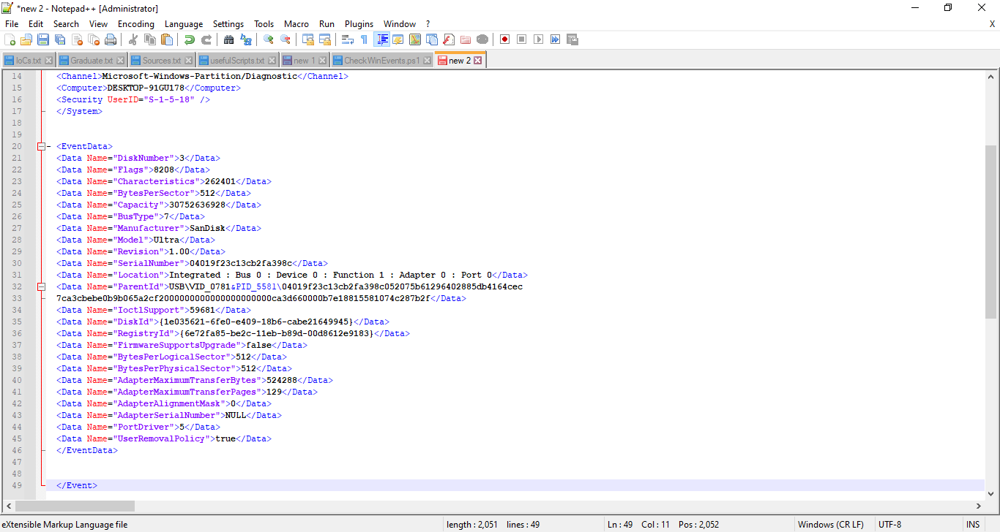 *new 2 - Notepad++ [Administrator]
File Edit Search View Encoding Language Settings Tools Macro Run Plugins Window ? X
IoCs.txt Graduate.txt Sources.txt usefulScripts.txt new 1 CheckWinEvents.ps1 new 2
14 <Channel>Microsoft-Windows-Partition/Diagnostic</Channel>
15 <Computer>DESKTOP-91GU178</Computer>
16 <Security UserID="S-1-5-18" />
17 </System>
18
19
20 - <EventData>
21 <Data Name="DiskNumber">3</Data>
22 <Data Name="Flags">8208</Data>
23 <Data Name="Characteristics">262401</Data>
24 <Data Name="BytesPerSector">512</Data>
25 <Data Name="Capacity">30752636928</Data>
26 <Data Name="BusType">7</Data>
27 <Data Name="Manufacturer">SanDisk</Data>
28 <Data Name="Model">Ultra</Data>
29 <Data Name="Revision">1.00</Data>
30 <Data Name="SerialNumber">04019f23c13cb2fa398c</Data>
31 <Data Name="Location">Integrated : Bus 0 : Device 0 : Function 1 : Adapter 0 : Port 0</Data>
32 <Data Name="ParentId">USB\VID_0781&PID_5581\04019f23c13cb2fa398c052075b61296402885db4164cec
33 7ca3cbebe0b9b065a2cf2000000000000000000000ca3d660000b7e18815581074c287b2f</Data>
34 <Data Name="IoctlSupport">59681</Data>
35 <Data Name="DiskId">{1e035621-6fe0-e409-18b6-cabe21649945}</Data>
36 <Data Name="RegistryId">{6e72fa85-be2c-11eb-b89d-00d8612e9183}</Data>
37 <Data Name="FirmwareSupportsUpgrade">false</Data>
38 <Data Name="BytesPerLogicalSector">512</Data>
39 <Data Name="BytesPerPhysicalSector">512</Data>
40 <Data Name="AdapterMaximumTransferBytes">524288</Data>
41 <Data Name="AdapterMaximumTransferPages">129</Data>
42 <Data Name="AdapterAlignmentMask">0</Data>
43 <Data Name="AdapterSerialNumber">NULL</Data>
44 <Data Name="PortDriver">5</Data>
45 <Data Name="UserRemovalPolicy">true</Data>
46 </EventData>
47
48
49 </Event>
eXtensible Markup Language file length : 2,051 lines : 49 Ln : 49 Col : 11 Pos : 2,052 Windows (CR LF) UTF-8 INS